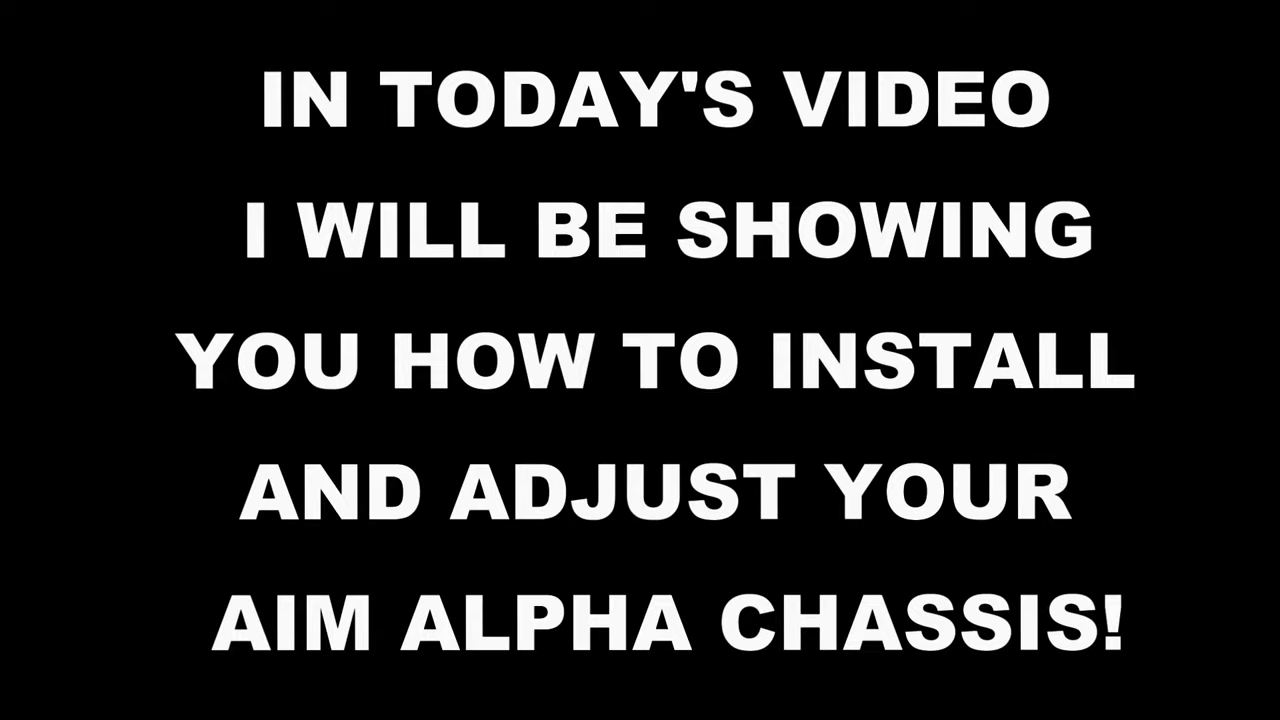 IN TODAY'S VIDEO
I WILL BE SHOWING
YOU HOW TO INSTALL
AND ADJUST YOUR
AIM ALPHA CHASSIS!